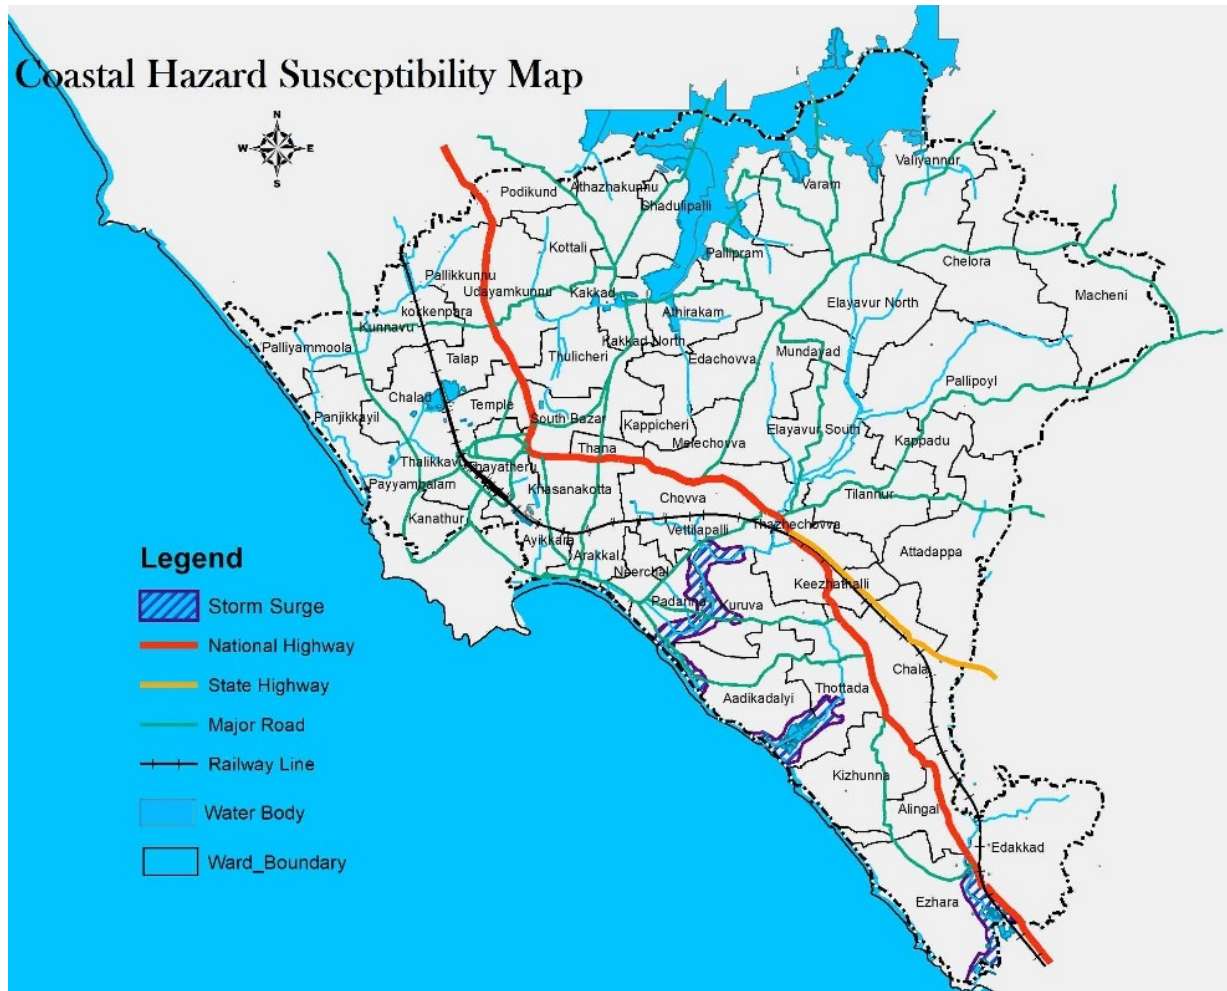 Coastal Hazard Susceptibility Map
N
W E
S
Valiyannur
Podikund
Athazhakunnu
Varam
Shadulipalli
Kottali
Pallipram
Chelora
Pallikkunnu
Udayamkunnu
Kakkad
Macheni
Elayavur North
kokkenpara
Athirakam
Kunnavu
Palliyammoola
Kakkad North
Talap
Thulicheri
Edachovva
Mundayad
Pallipoyl
Chalad
Temple
Panjikkayil
South Bazar
Kappicheri
Elayavur South
Melechovva
Kappadu
Thana
Thalikkavu
Thayatheru
Payyambalam
Khasanakotta
Tilannur
Chovva
Kanathur
Vettilapalli
Thazhechovva
Ayikkara
Arakkal
Attadappa
Neerchal
Keezhathalli
Padanna
Kuruva
Chala
Aadikadalyi
Thottada
Kizhunna
Alingal
Edakkad
Ezhara
Legend
Storm Surge
National Highway
State Highway
Major Road
Railway Line
Water Body
Ward_Boundary